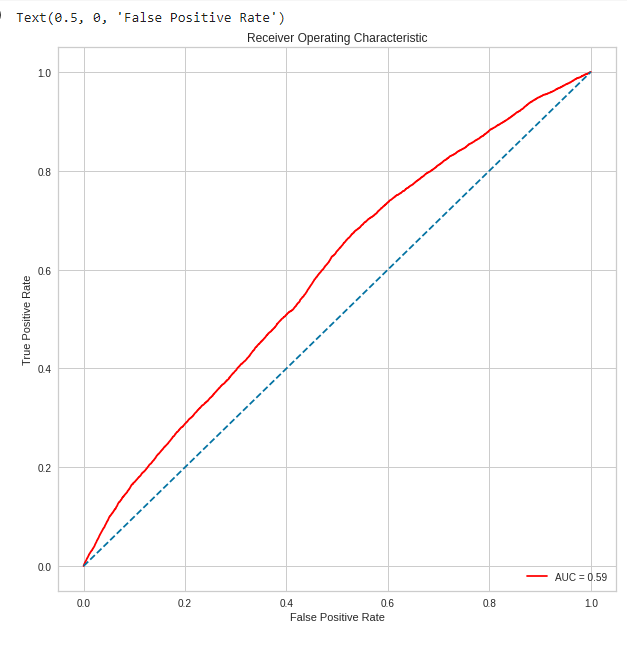 Text(0.5, 0, 'False Positive Rate')
Receiver Operating Characteristic
1.0
0.8
0.6
0.4
0.2
0.0
True Positive Rate
AUC = 0.59
0.0 0.2 0.4 0.6 0.8 1.0
False Positive Rate